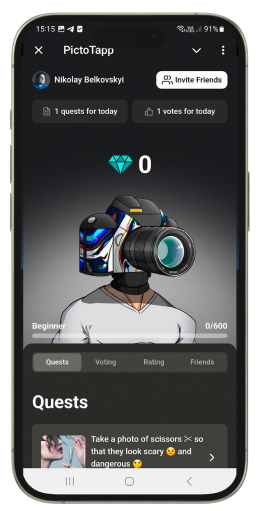 15:15 91%
PictoTapp
Nikolay Belkovskyi
Invite Friends
1 quests for today
1 votes for today
0
Beginner 0/600
Quests Voting Rating Friends
Quests
Take a photo of scissors ✂ so
that they look scary 😟 and
dangerous 🤭